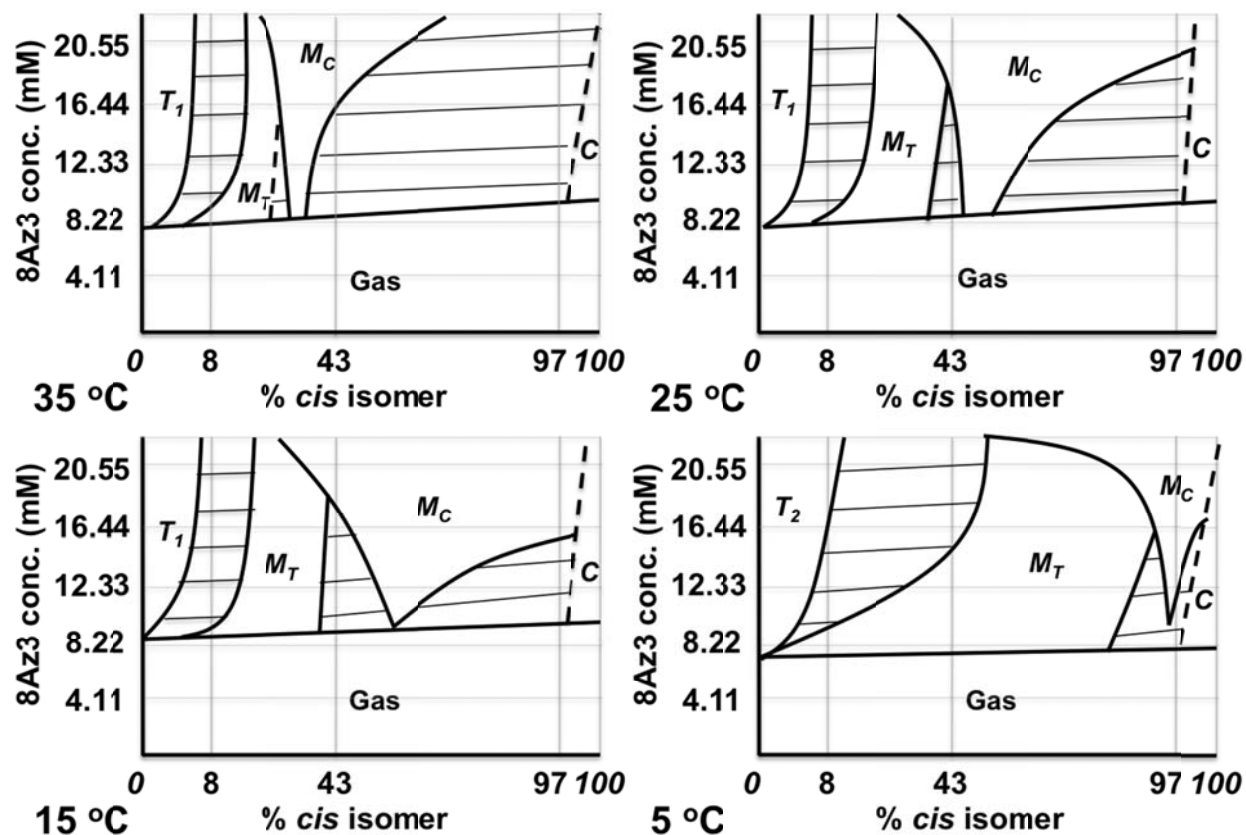 8Az3 conc. (mM)
20.55
16.44
12.33
8.22
4.11
T1
MT
MC
C
Gas
0 8 43 97 100
35 oC % cis isomer
8Az3 conc. (mM)
20.55
16.44
12.33
8.22
4.11
T1
MT
MC
C
Gas
0 8 43 97 100
% cis isomer
25 oC
8Az3 conc. (mM)
20.55
16.44
12.33
8.22
4.11
T1
MT
MC
C
Gas
0 8 43 97 100
15 oC % cis isomer
8Az3 conc. (mM)
20.55
16.44
12.33
8.22
4.11
T2
MT
MC
C
Gas
0 8 43 97 100
5 oC % cis isomer